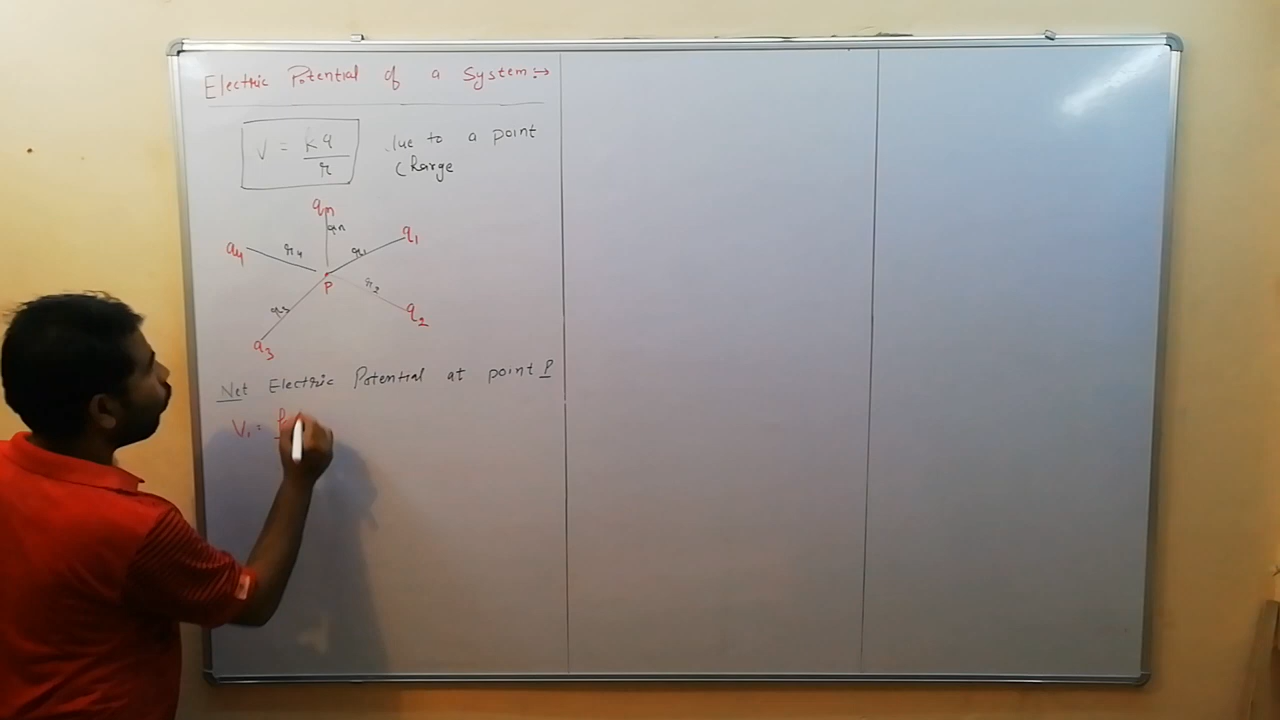 Electric Potential of a System:→
V = kq/r due to a point
charge
qn
rn
q1
q4 r4 r1
P r2
r3 q2
q3
Net Electric Potential at point P
V1 =